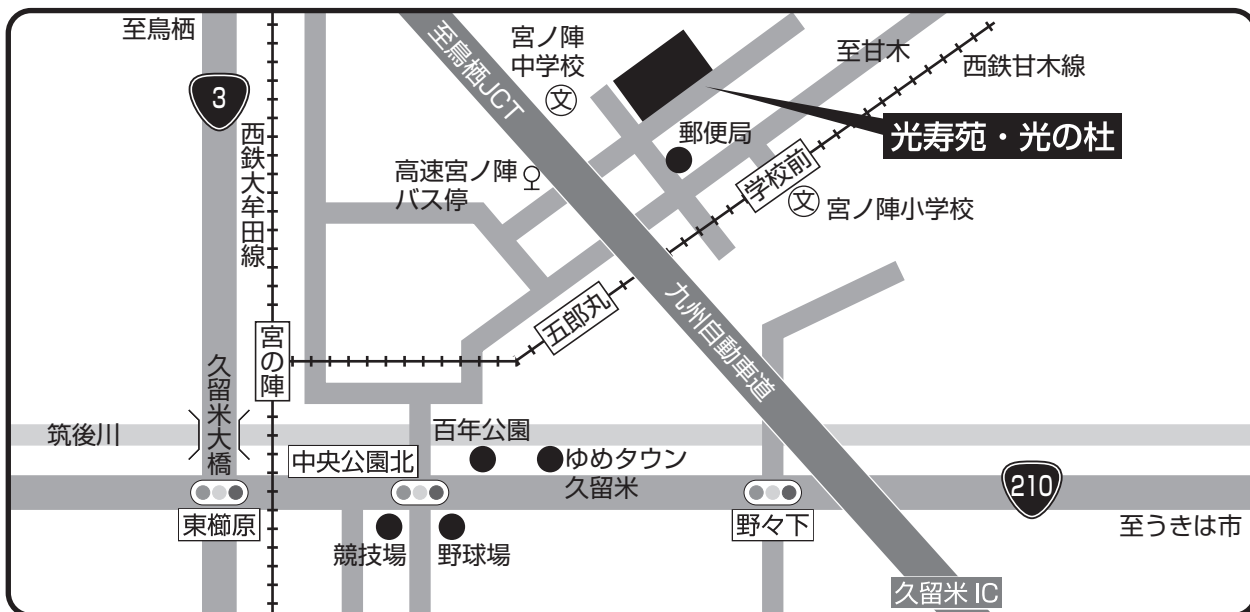 至鳥栖
3
西鉄大牟田線
至鳥栖JCT
宮ノ陣
中学校
文
至甘木
西鉄甘木線
光寿苑・光の杜
郵便局
高速宮ノ陣
バス停
学校前
文
宮ノ陣小学校
五郎丸
九州自動車道
宮の陣
久留米大橋
筑後川
百年公園
中央公園北
ゆめタウン
久留米
210
東櫛原
競技場
野球場
野々下
至うきは市
久留米 IC